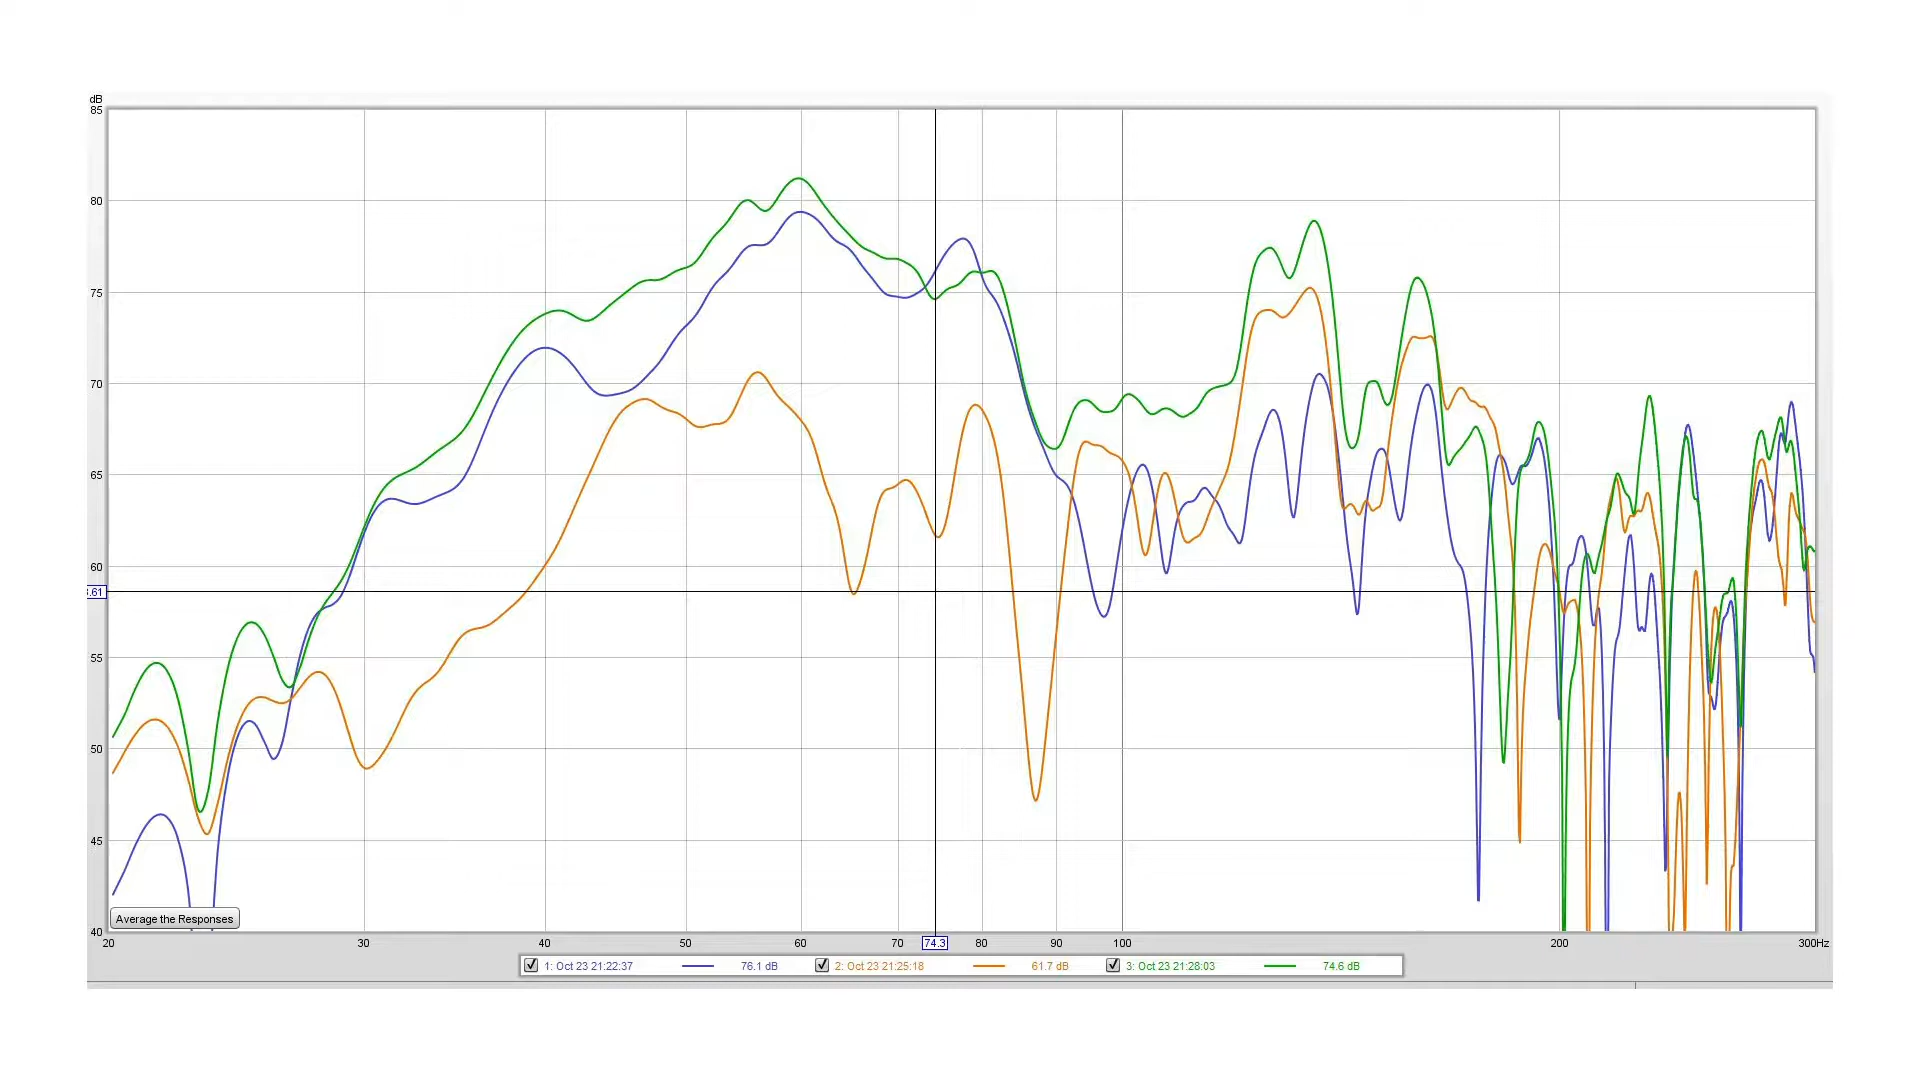 dB
85
80
75
70
65
60
:.61
55
50
45
40
Average the Responses
20 30 40 50 60 70 74.3 80 90 100 200 300Hz
1: Oct 23 21:22:37 76.1 dB 2: Oct 23 21:25:18 61.7 dB 3: Oct 23 21:28:03 74.6 dB